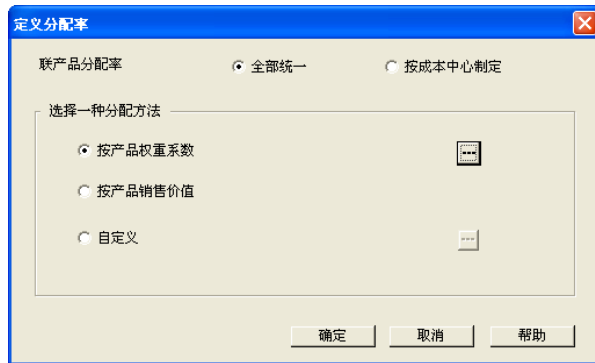 定义分配率
联产品分配率 全部统一 按成本中心制定
选择一种分配方法
按产品权重系数
按产品销售价值
自定义
确定 取消 帮助